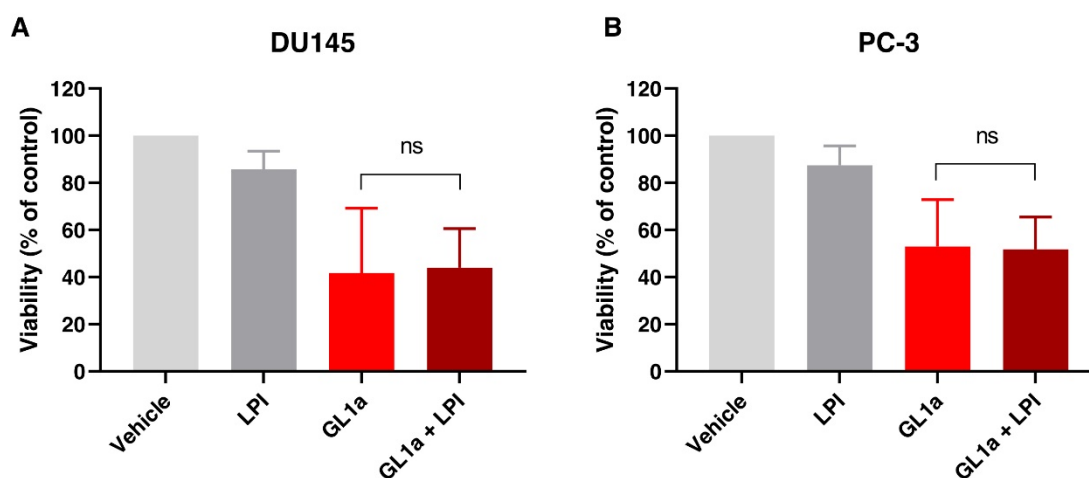 A
DU145
Viability (% of control)
120
100
80
60
40
20
0
ns
Vehicle
LPI
GL1a
GL1a + LPI
B
PC-3
Viability (% of control)
120
100
80
60
40
20
0
ns
Vehicle
LPI
GL1a
GL1a + LPI